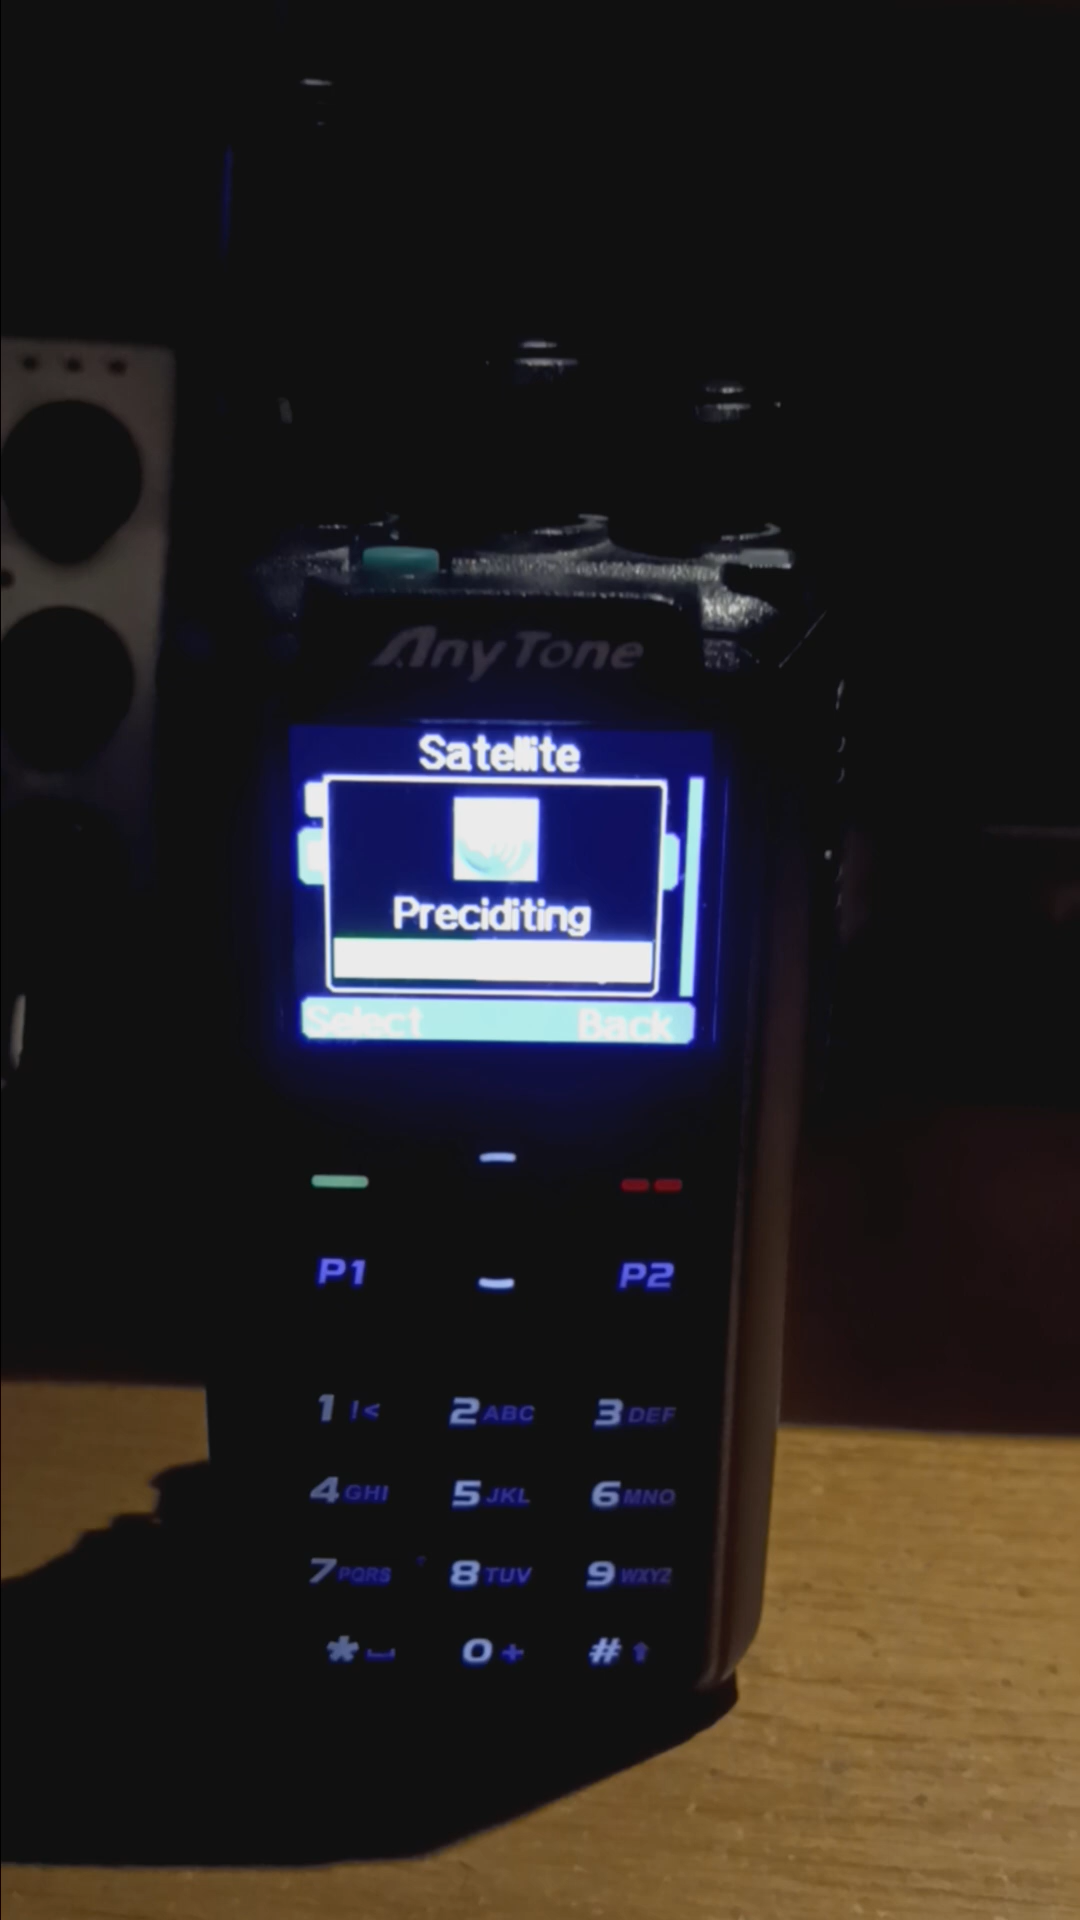 AnyTone
Satellite
Preciditing
Select Back
P1 P2
1 !< 2 ABC 3 DEF
4 GHI 5 JKL 6 MNO
7 PQRS 8 TUV 9 WXYZ
* 0 + #